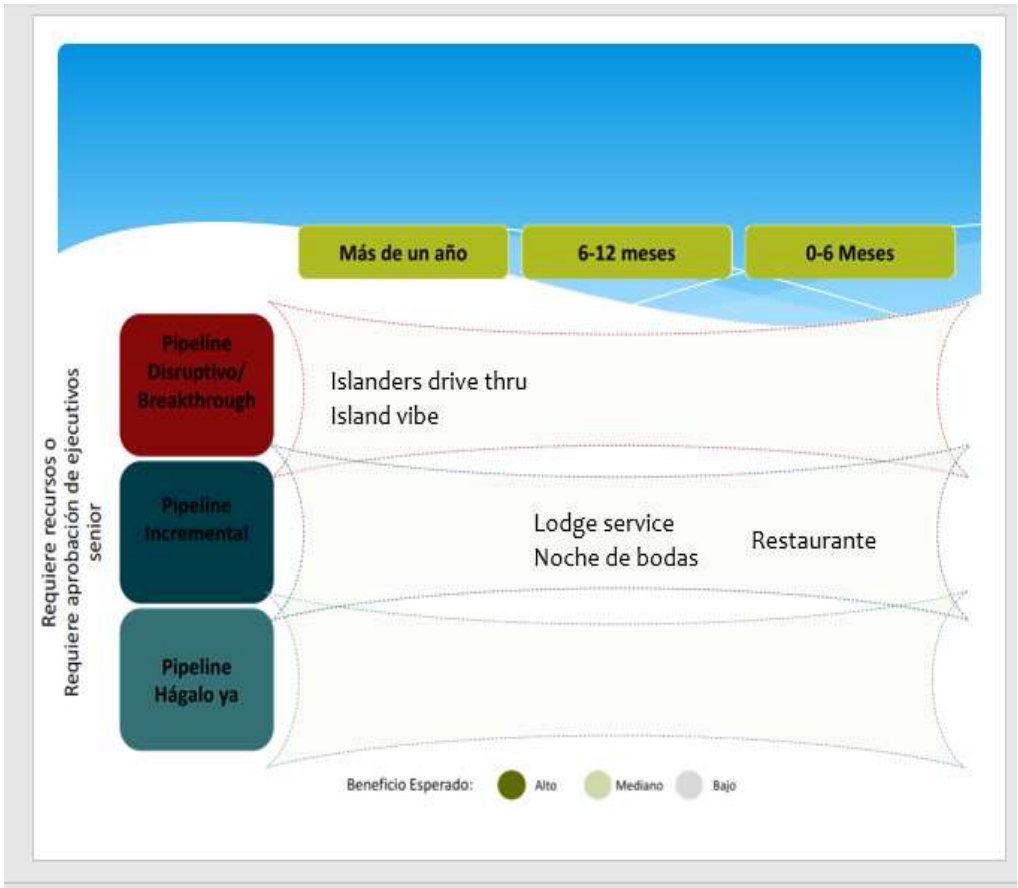 Más de un año
6-12 meses
0-6 Meses
Requiere recursos o
Requiere aprobación de ejecutivos
senior
Pipeline
Disruptivo/
Breakthrough
Islanders drive thru
Island vibe
Pipeline
Incremental
Lodge service
Noche de bodas
Restaurante
Pipeline
Hágalo ya
Beneficio Esperado:
Alto
Mediano
Bajo